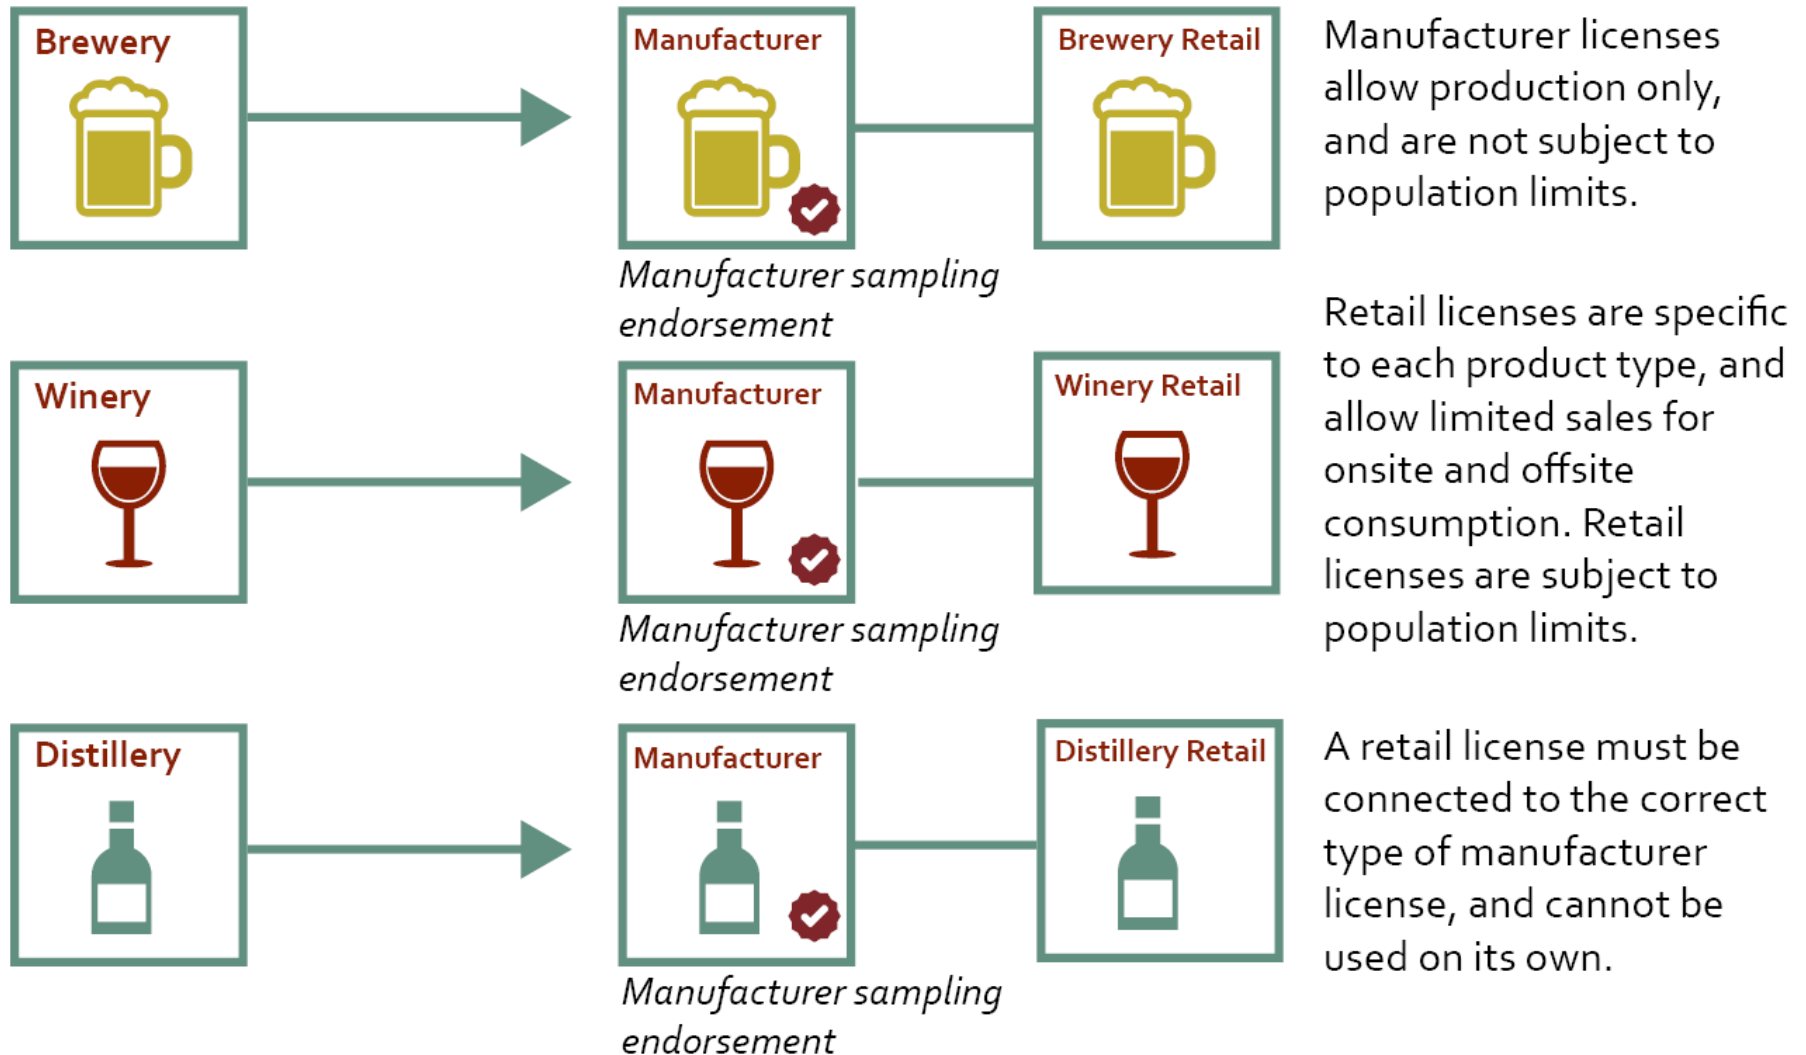 Brewery
Manufacturer
Brewery Retail
Manufacturer sampling
endorsement
Winery
Manufacturer
Winery Retail
Manufacturer sampling
endorsement
Distillery
Manufacturer
Distillery Retail
Manufacturer sampling
endorsement
Manufacturer licenses
allow production only,
and are not subject to
population limits.
Retail licenses are specific
to each product type, and
allow limited sales for
onsite and offsite
consumption. Retail
licenses are subject to
population limits.
A retail license must be
connected to the correct
type of manufacturer
license, and cannot be
used on its own.